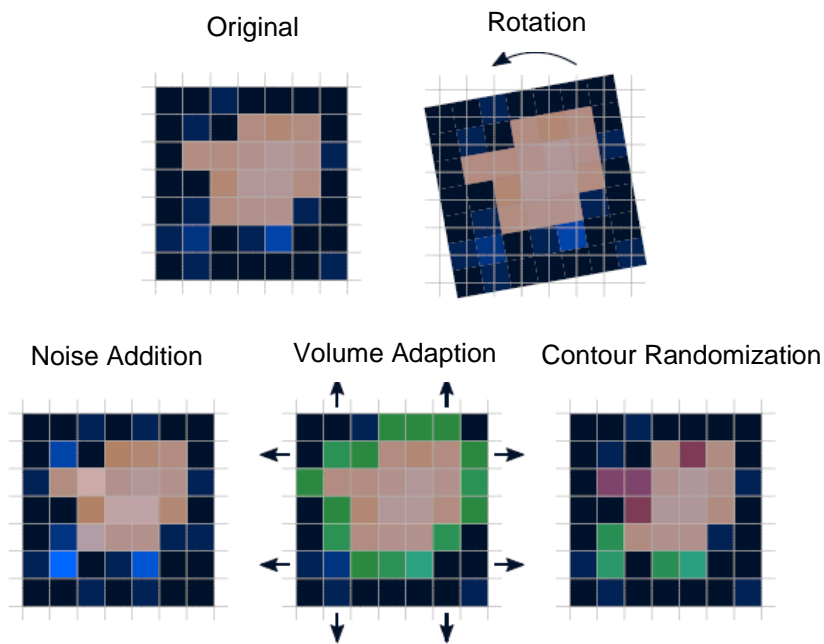 Original
Rotation
Noise Addition
Volume Adaption
Contour Randomization